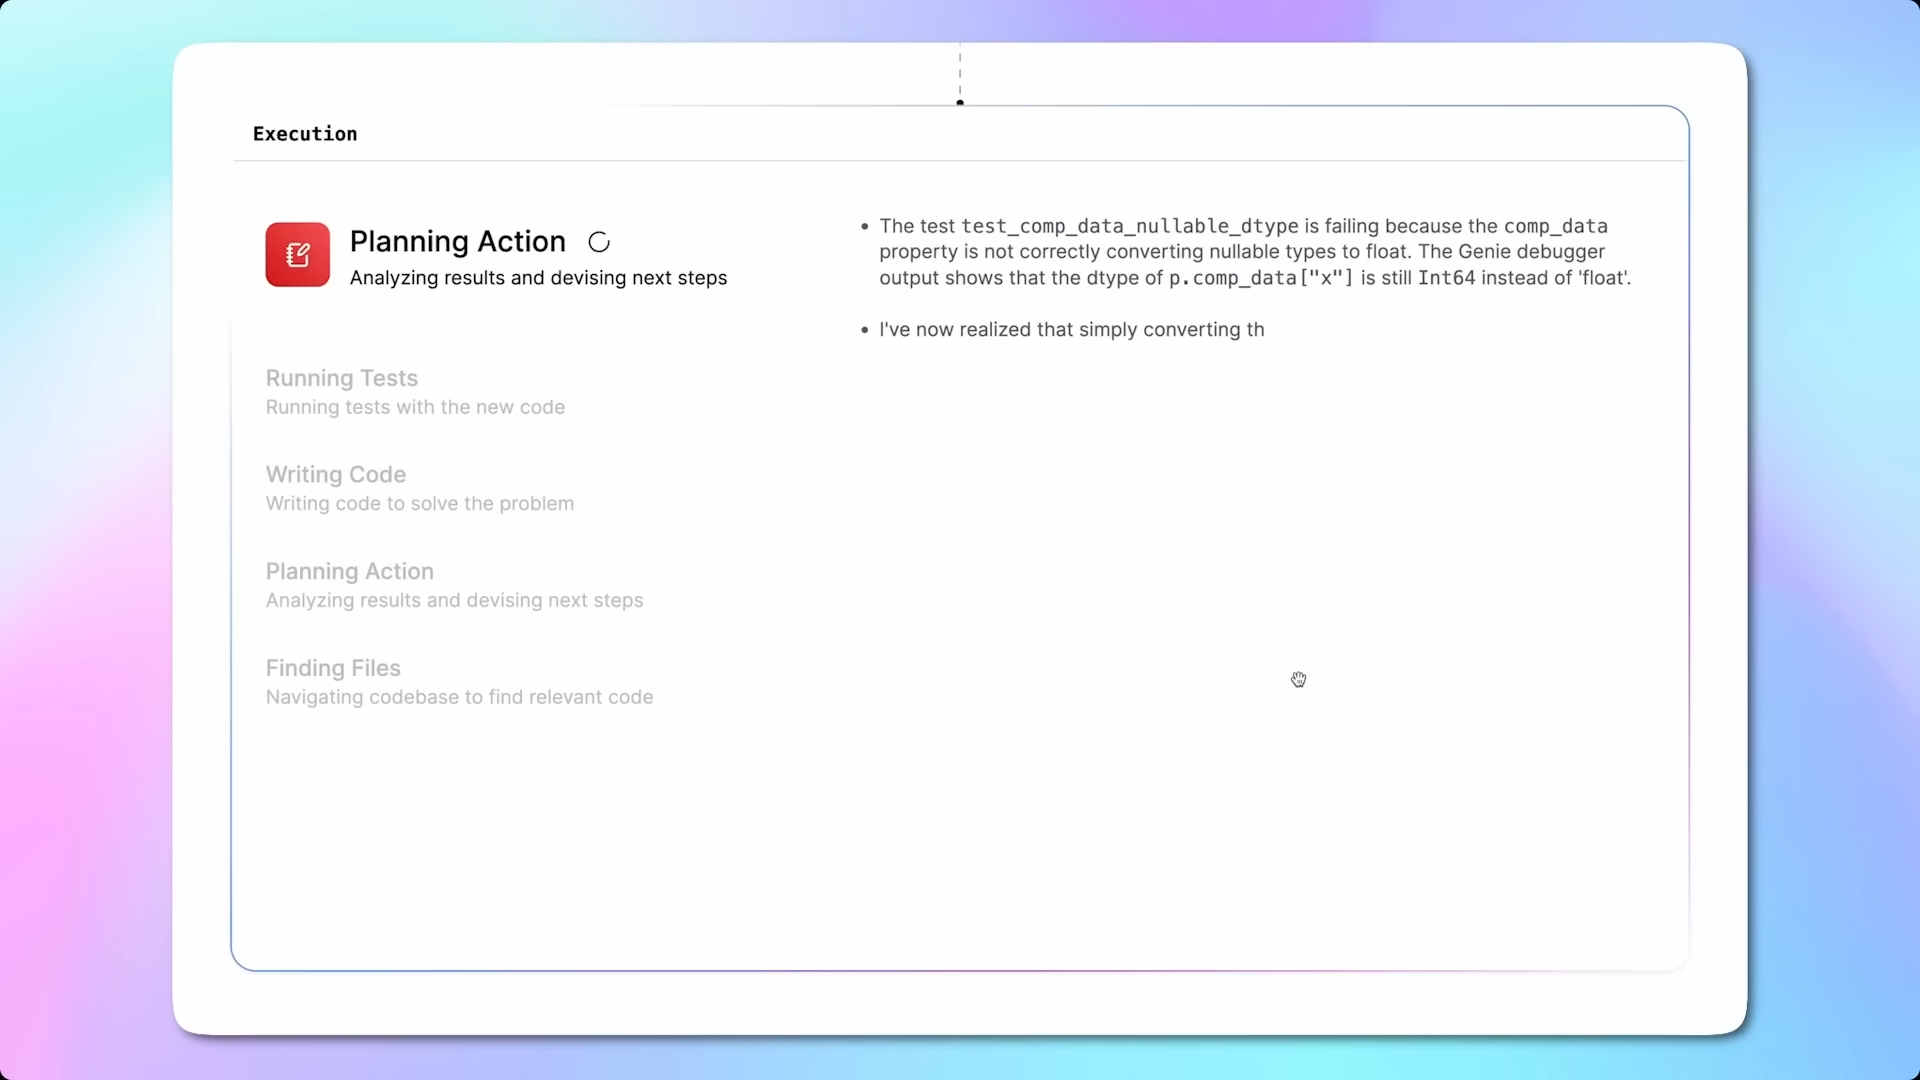 Execution
Planning Action
Analyzing results and devising next steps
• The test test_comp_data_nullable_dtype is failing because the comp_data
property is not correctly converting nullable types to float. The Genie debugger
output shows that the dtype of p.comp_data["x"] is still Int64 instead of 'float'.
• I've now realized that simply converting th
Running Tests
Running tests with the new code
Writing Code
Writing code to solve the problem
Planning Action
Analyzing results and devising next steps
Finding Files
Navigating codebase to find relevant code